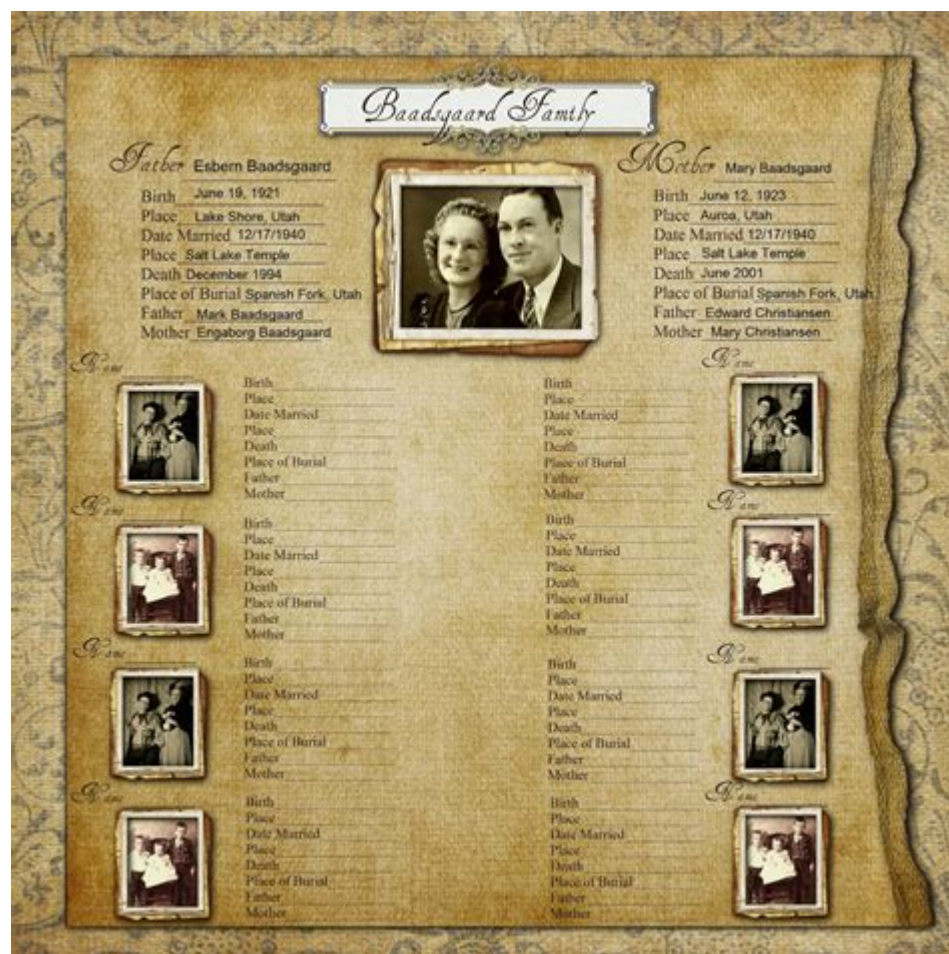 Baadsgaard Family
Father Esbern Baadsgaard
Birth June 19, 1921
Place Lake Shore, Utah
Date Married 12/17/1940
Place Salt Lake Temple
Death December 1994
Place of Burial Spanish Fork, Utah
Father Mark Baadsgaard
Mother Engaborg Baadsgaard
Mother Mary Baadsgaard
Birth June 12, 1923
Place Auroa, Utah
Date Married 12/17/1940
Place Salt Lake Temple
Death June 2001
Place of Burial Spanish Fork, Utah
Father Edward Christiansen
Mother Mary Christiansen
Name
Birth
Place
Date Married
Place
Death
Place of Burial
Father
Mother
Name
Birth
Place
Date Married
Place
Death
Place of Burial
Father
Mother
Name
Birth
Place
Date Married
Place
Death
Place of Burial
Father
Mother
Name
Birth
Place
Date Married
Place
Death
Place of Burial
Father
Mother
Name
Birth
Place
Date Married
Place
Death
Place of Burial
Father
Mother
Name
Birth
Place
Date Married
Place
Death
Place of Burial
Father
Mother
Name
Birth
Place
Date Married
Place
Death
Place of Burial
Father
Mother
Name
Birth
Place
Date Married
Place
Death
Place of Burial
Father
Mother